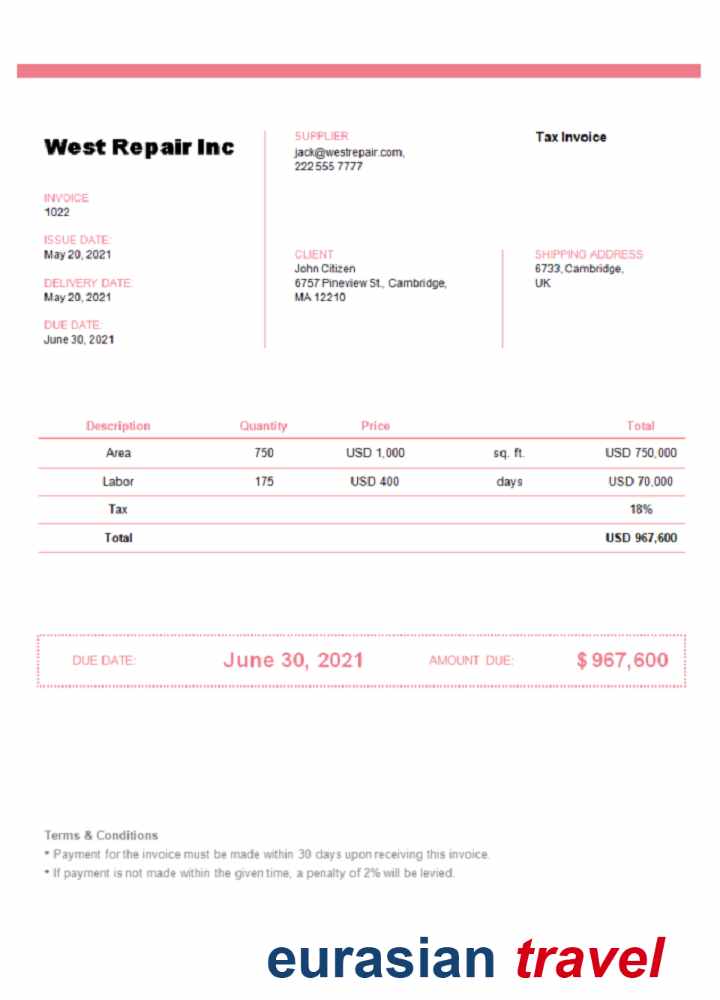 West Repair Inc
INVOICE
1022
ISSUE DATE:
May 20, 2021
DELIVERY DATE:
May 20, 2021
DUE DATE:
June 30, 2021
SUPPLIER
jack@westrepair.com,
222 555 7777
CLIENT
John Citizen
6757 Pineview St., Cambridge,
MA 12210
Tax Invoice
SHIPPING ADDRESS
6733, Cambridge,
UK
Description Quantity Price Total
Area 750 USD 1,000 sq. ft. USD 750,000
Labor 175 USD 400 days USD 70,000
Tax 18%
Total USD 967,600
DUE DATE: June 30, 2021 AMOUNT DUE: $ 967,600
Terms & Conditions
* Payment for the invoice must be made within 30 days upon receiving this invoice.
* If payment is not made within the given time, a penalty of 2% will be levied.
eurasian travel